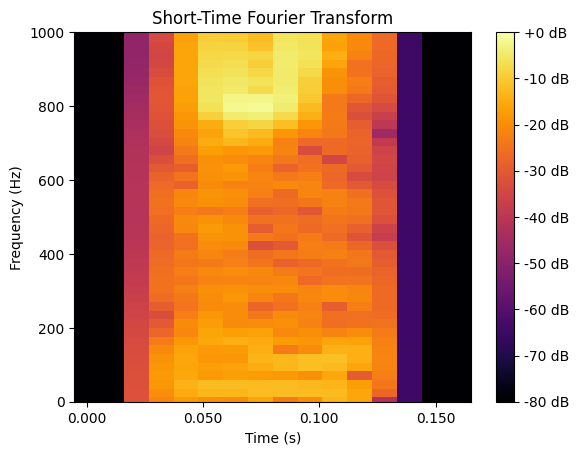 Short-Time Fourier Transform
1000
800
600
400
200
0
Frequency (Hz)
0.000
0.050
0.100
0.150
Time (s)
+0 dB
-10 dB
-20 dB
-30 dB
-40 dB
-50 dB
-60 dB
-70 dB
-80 dB